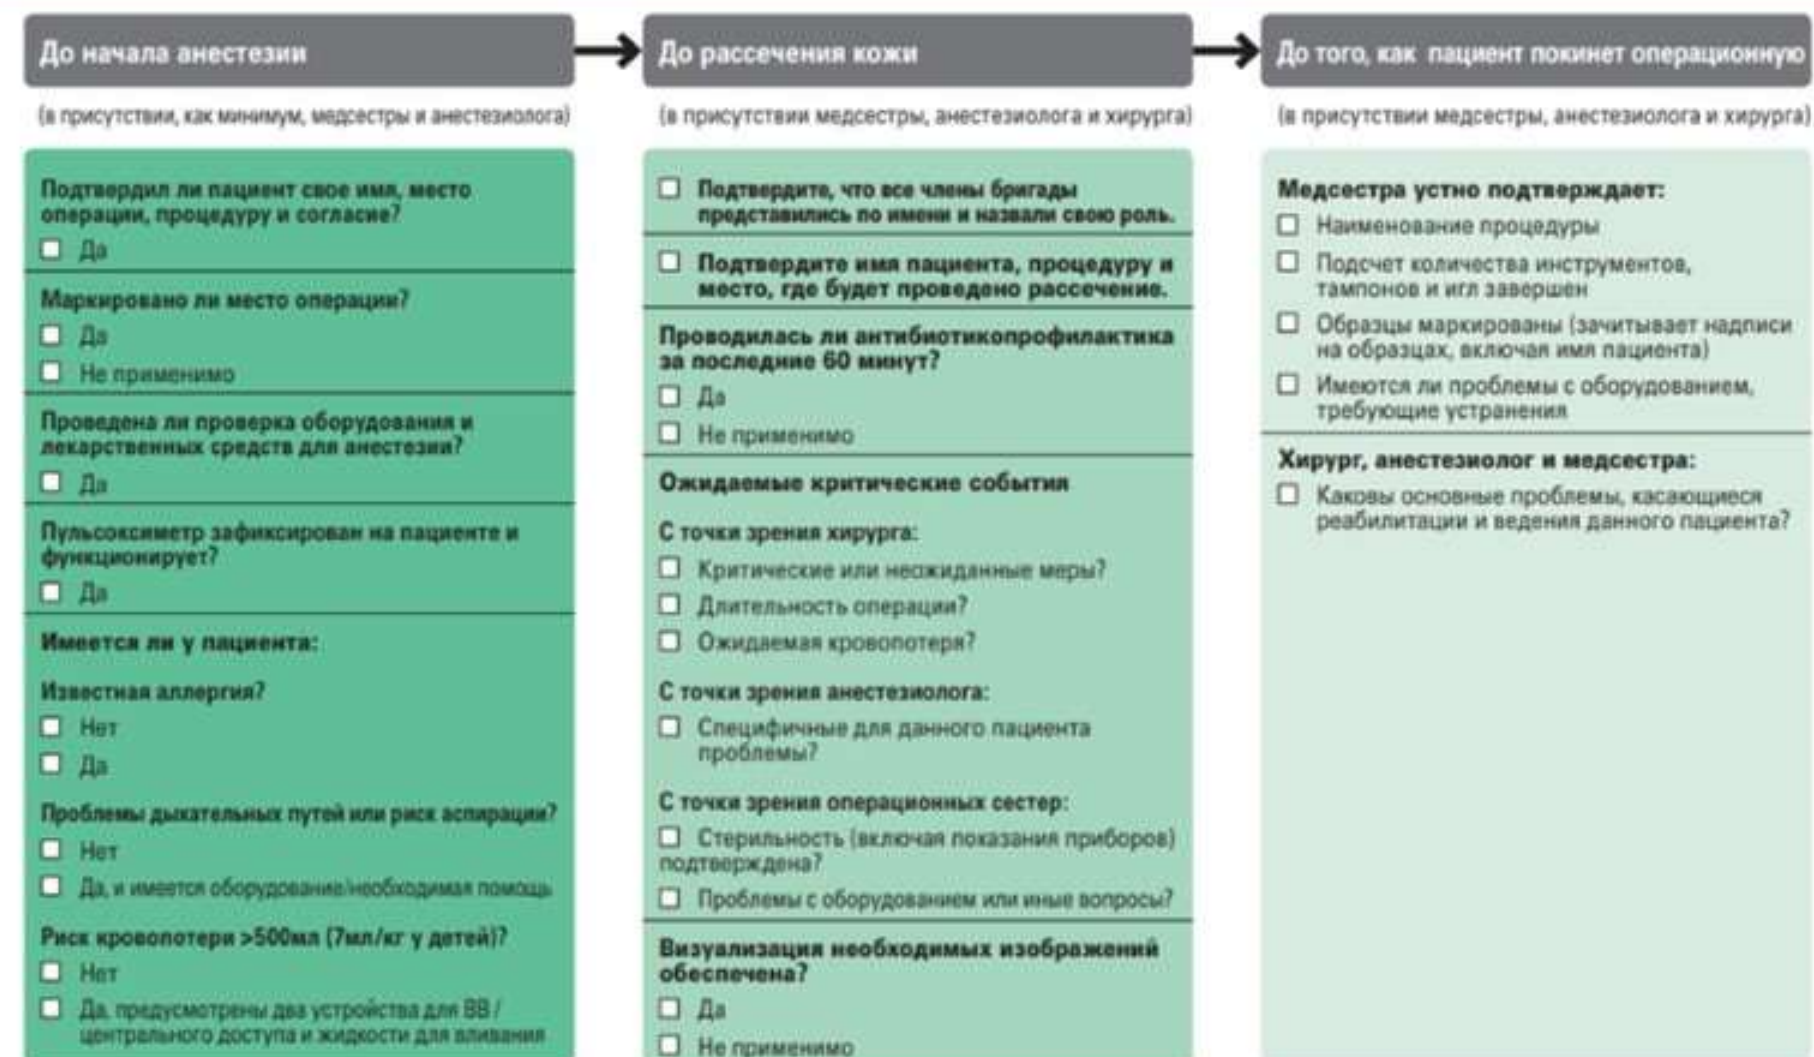 До начала анестезии
(в присутствии, как минимум, медсестры и анестезиолога)
Подтвердил ли пациент свое имя, место
операции, процедуру и согласие?
Да
Маркировано ли место операции?
Да
Не применимо
Проведена ли проверка оборудования и
лекарственных средств для анестезии?
Да
Пульсоксиметр зафиксирован на пациенте и
функционирует?
Да
Имеется ли у пациента:
Известная аллергия?
Нет
Да
Проблемы дыхательных путей или риск аспирации?
Нет
Да, и имеется оборудование/необходимая помощь
Риск кровопотери >500мл (7мл/кг у детей)?
Нет
Да, предусмотрены два устройства для ВВ /
центрального доступа и жидкости для вливания
До рассечения кожи
(в присутствии медсестры, анестезиолога и хирурга)
Подтвердите, что все члены бригады
представились по имени и назвали свою роль.
Подтвердите имя пациента, процедуру и
место, где будет проведено рассечение.
Проводилась ли антибиотикопрофилактика
за последние 60 минут?
Да
Не применимо
Ожидаемые критические события
С точки зрения хирурга:
Критические или неожиданные меры?
Длительность операции?
Ожидаемая кровопотеря?
С точки зрения анестезиолога:
Специфичные для данного пациента
проблемы?
С точки зрения операционных сестер:
Стерильность (включая показания приборов)
подтверждена?
Проблемы с оборудованием или иные вопросы?
Визуализация необходимых изображений
обеспечена?
Да
Не применимо
До того, как пациент покинет операционную
(в присутствии медсестры, анестезиолога и хирурга)
Медсестра устно подтверждает:
Наименование процедуры
Подсчет количества инструментов,
тампонов и игл завершен
Образцы маркированы (зачитывает надписи
на образцах, включая имя пациента)
Имеются ли проблемы с оборудованием,
требующие устранения
Хирург, анестезиолог и медсестра:
Каковы основные проблемы, касающиеся
реабилитации и ведения данного пациента?